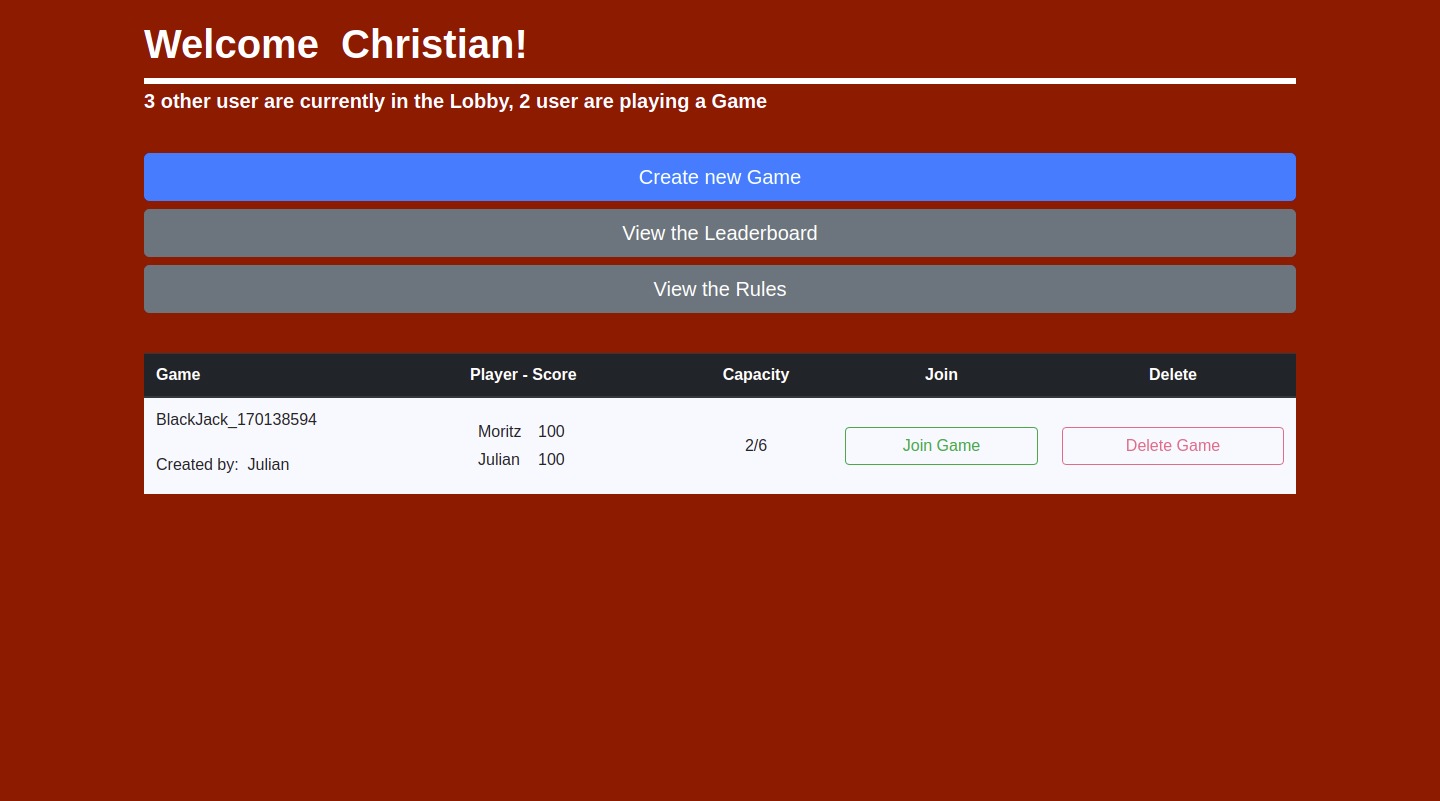 Welcome  Christian!
3 other user are currently in the Lobby, 2 user are playing a Game
Create new Game
View the Leaderboard
View the Rules
Game Player - Score Capacity Join Delete
BlackJack_170138594
Moritz 100
2/6 Join Game Delete Game
Julian 100
Created by:  Julian